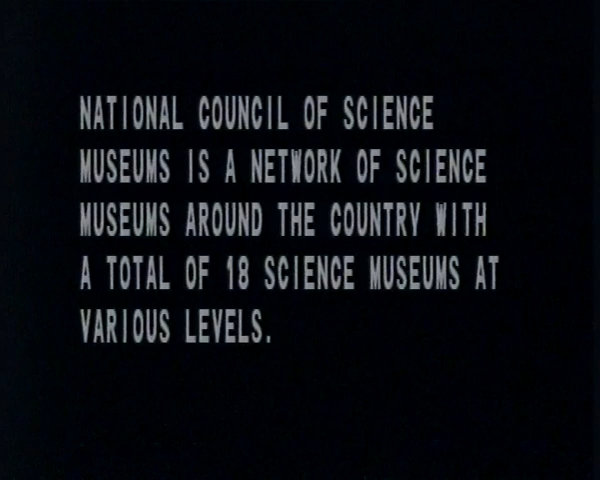 NATIONAL COUNCIL OF SCIENCE
MUSEUMS IS A NETWORK OF SCIENCE
MUSEUMS AROUND THE COUNTRY WITH
A TOTAL OF 18 SCIENCE MUSEUMS AT
VARIOUS LEVELS.